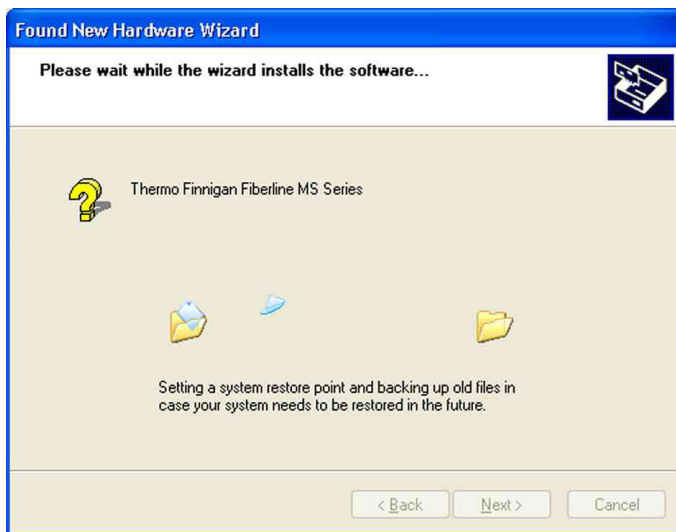 Found New Hardware Wizard
Please wait while the wizard installs the software...
Thermo Finnigan Fiberline MS Series
Setting a system restore point and backing up old files in
case your system needs to be restored in the future.
< Back Next > Cancel